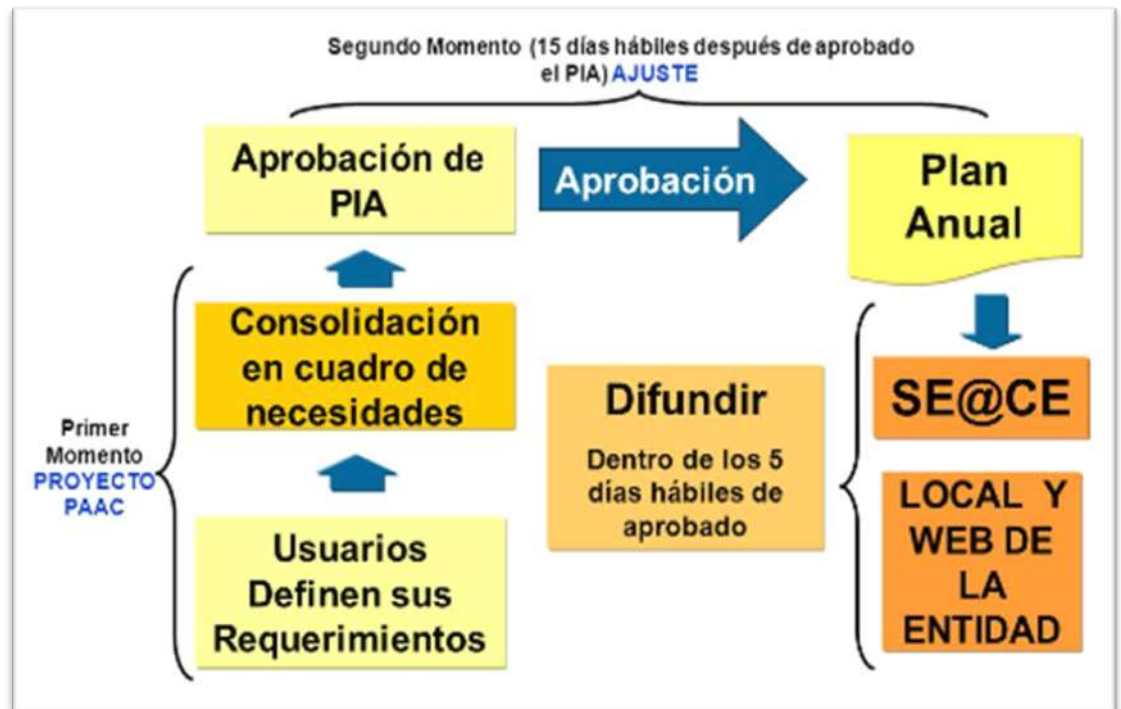 Segundo Momento (15 días hábiles después de aprobado
el PIA) AJUSTE
Aprobación de
PIA
Aprobación
Plan
Anual
Consolidación
en cuadro de
necesidades
Primer
Momento
PROYECTO
PAAC
Usuarios
Definen sus
Requerimientos
Difundir
Dentro de los 5
días hábiles de
aprobado
SE@CE
LOCAL Y
WEB DE
LA
ENTIDAD